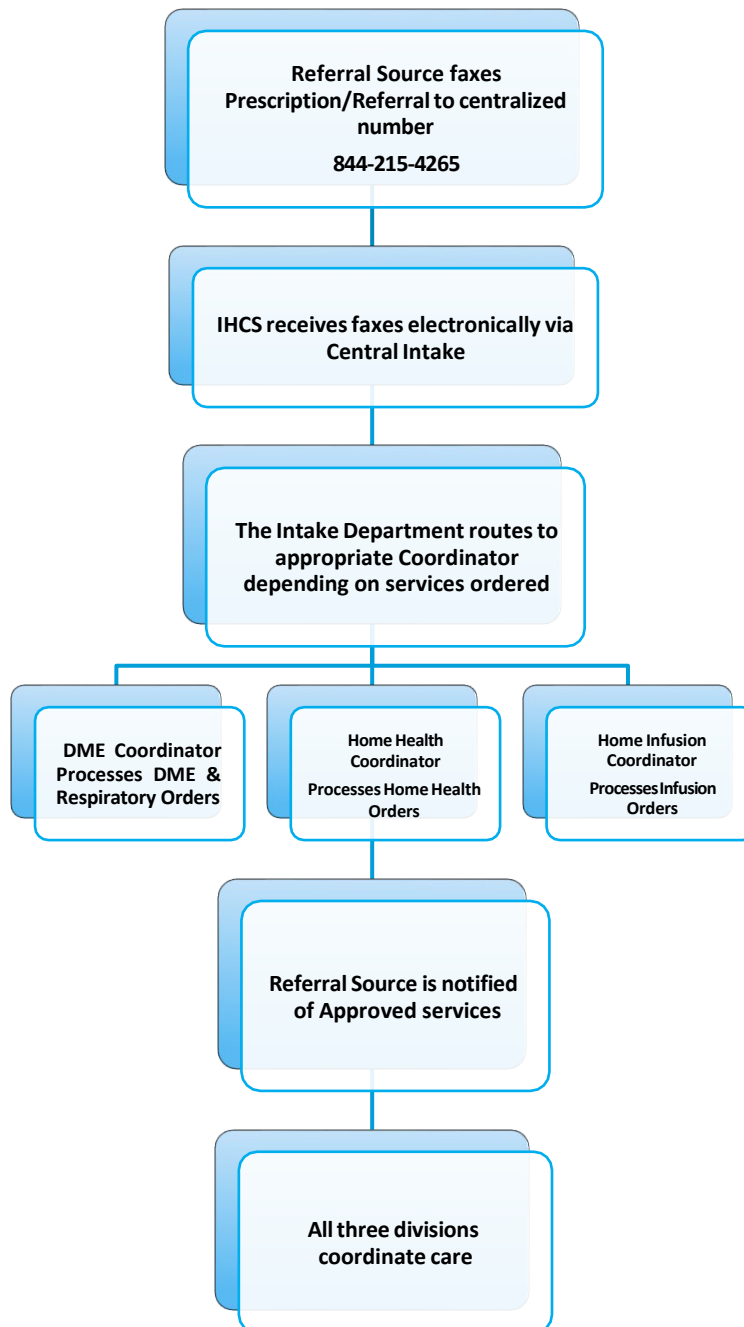 Referral Source faxes
Prescription/Referral to centralized
number
844-215-4265
IHCS receives faxes electronically via
Central Intake
The Intake Department routes to
appropriate Coordinator
depending on services ordered
DME Coordinator
Processes DME &
Respiratory Orders
Home Health
Coordinator
Processes Home Health
Orders
Home Infusion
Coordinator
Processes Infusion
Orders
Referral Source is notified
of Approved services
All three divisions
coordinate care